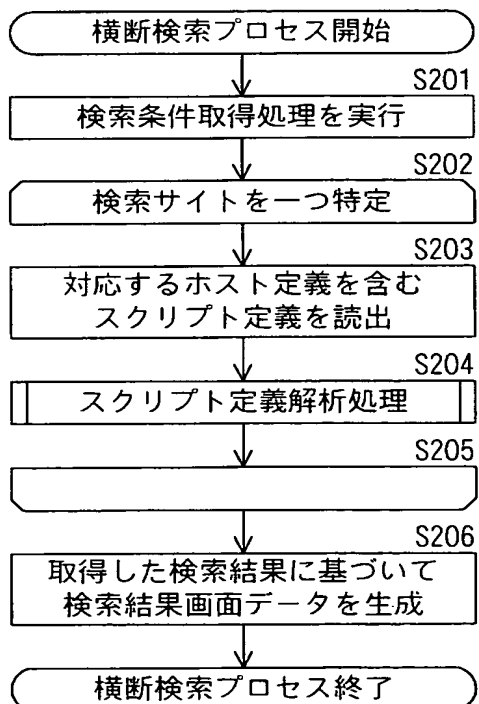 横断検索プロセス開始
S201
検索条件取得処理を実行
S202
検索サイトを一つ特定
S203
対応するホスト定義を含む
スクリプト定義を読出
S204
スクリプト定義解析処理
S205
S206
取得した検索結果に基づいて
検索結果画面データを生成
横断検索プロセス終了